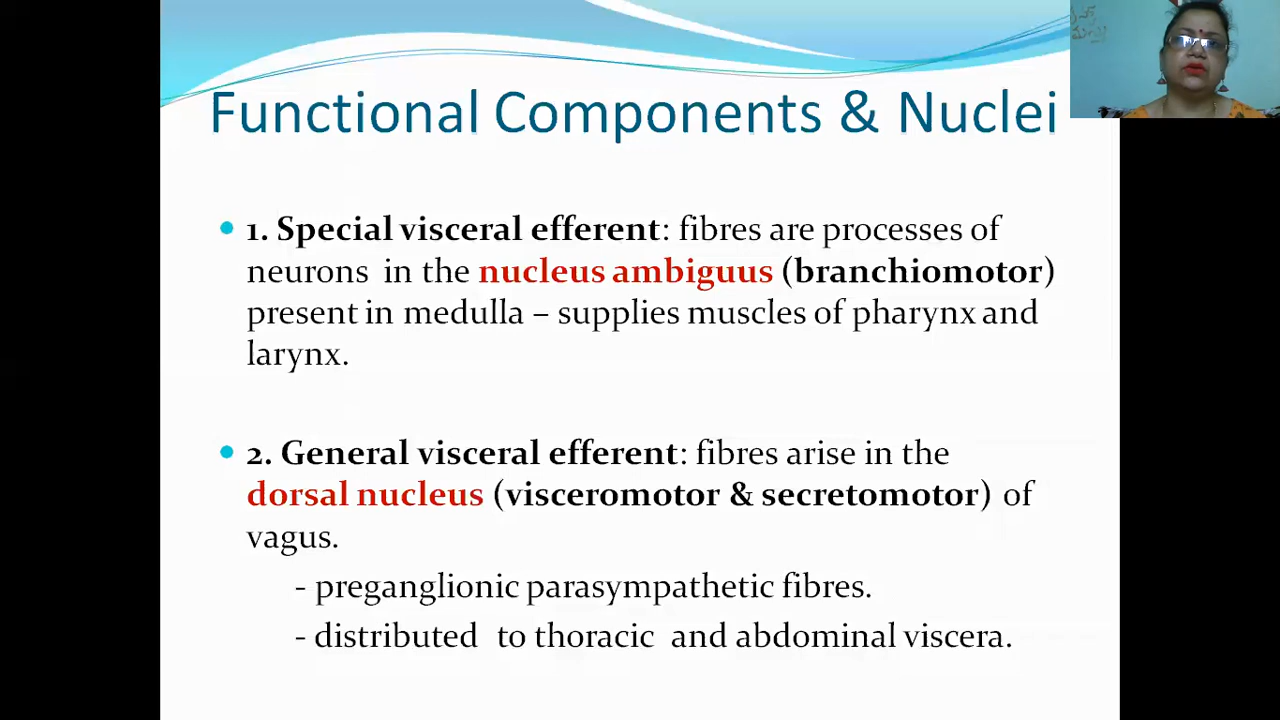 Functional Components & Nuclei
• 1. Special visceral efferent: fibres are processes of
neurons in the nucleus ambiguus (branchiomotor)
present in medulla – supplies muscles of pharynx and
larynx.
• 2. General visceral efferent: fibres arise in the
dorsal nucleus (visceromotor & secretomotor) of
vagus.
- preganglionic parasympathetic fibres.
- distributed to thoracic and abdominal viscera.